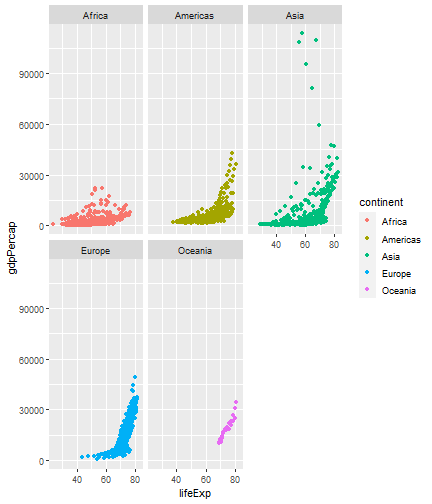 Africa
Americas
Asia
90000
60000
30000
0
40 60 80
Europe
Oceania
90000
60000
30000
0
40 60 80
40 60 80
gdpPercap
lifeExp
continent
Africa
Americas
Asia
Europe
Oceania